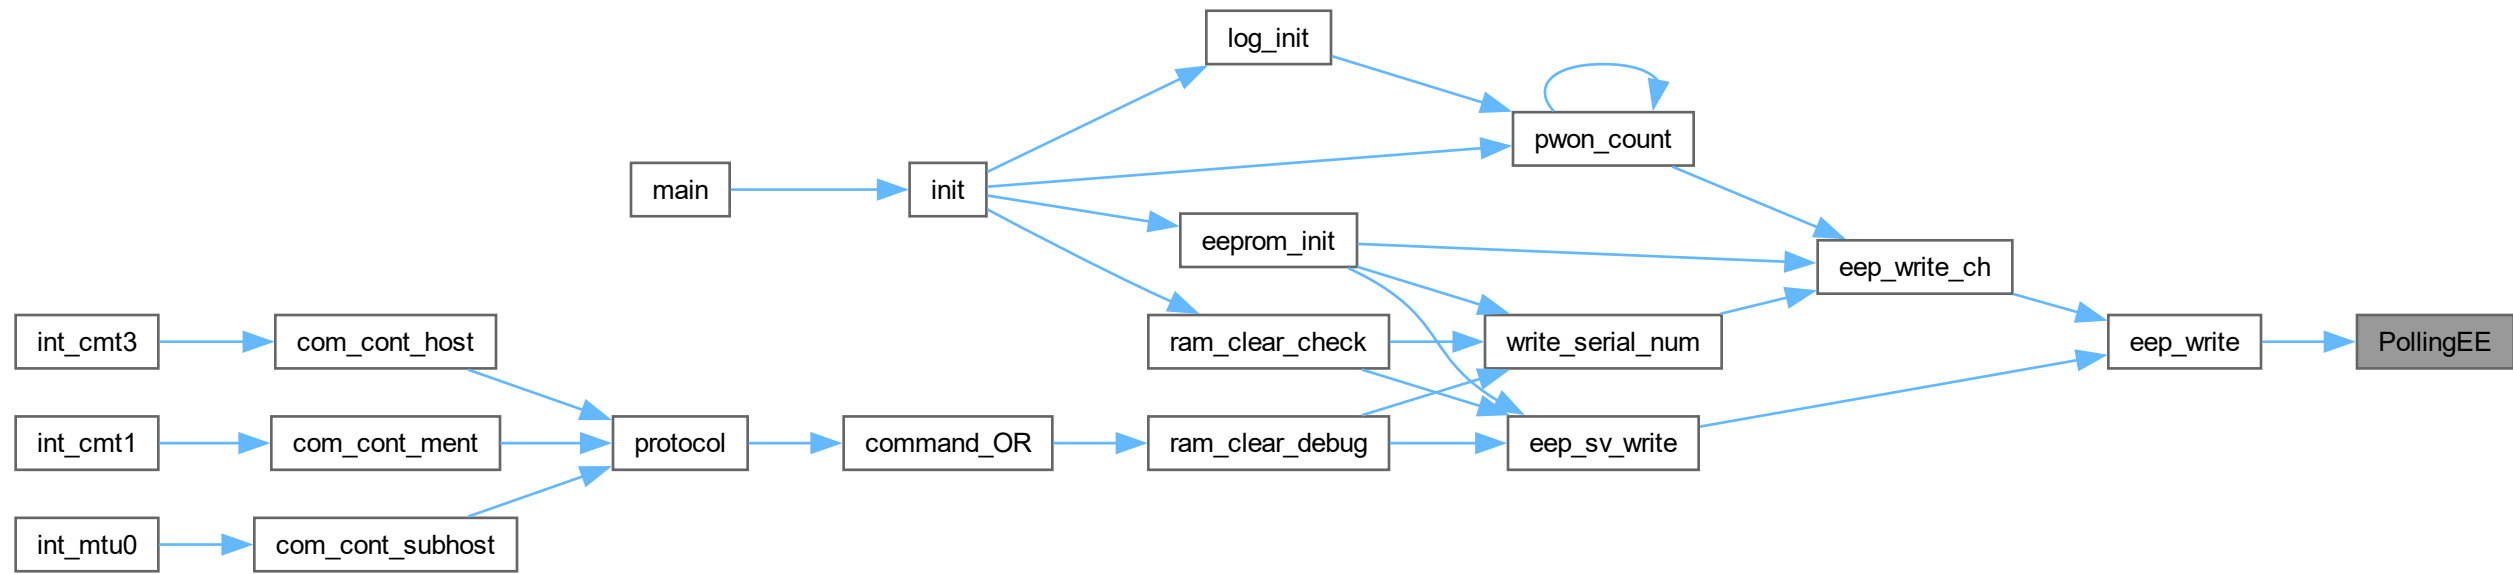 log_init
pwon_count
main
init
eeprom_init
eep_write_ch
int_cmt3
com_cont_host
ram_clear_check
write_serial_num
eep_write
PollingEE
int_cmt1
com_cont_ment
protocol
command_OR
ram_clear_debug
eep_sv_write
int_mtu0
com_cont_subhost